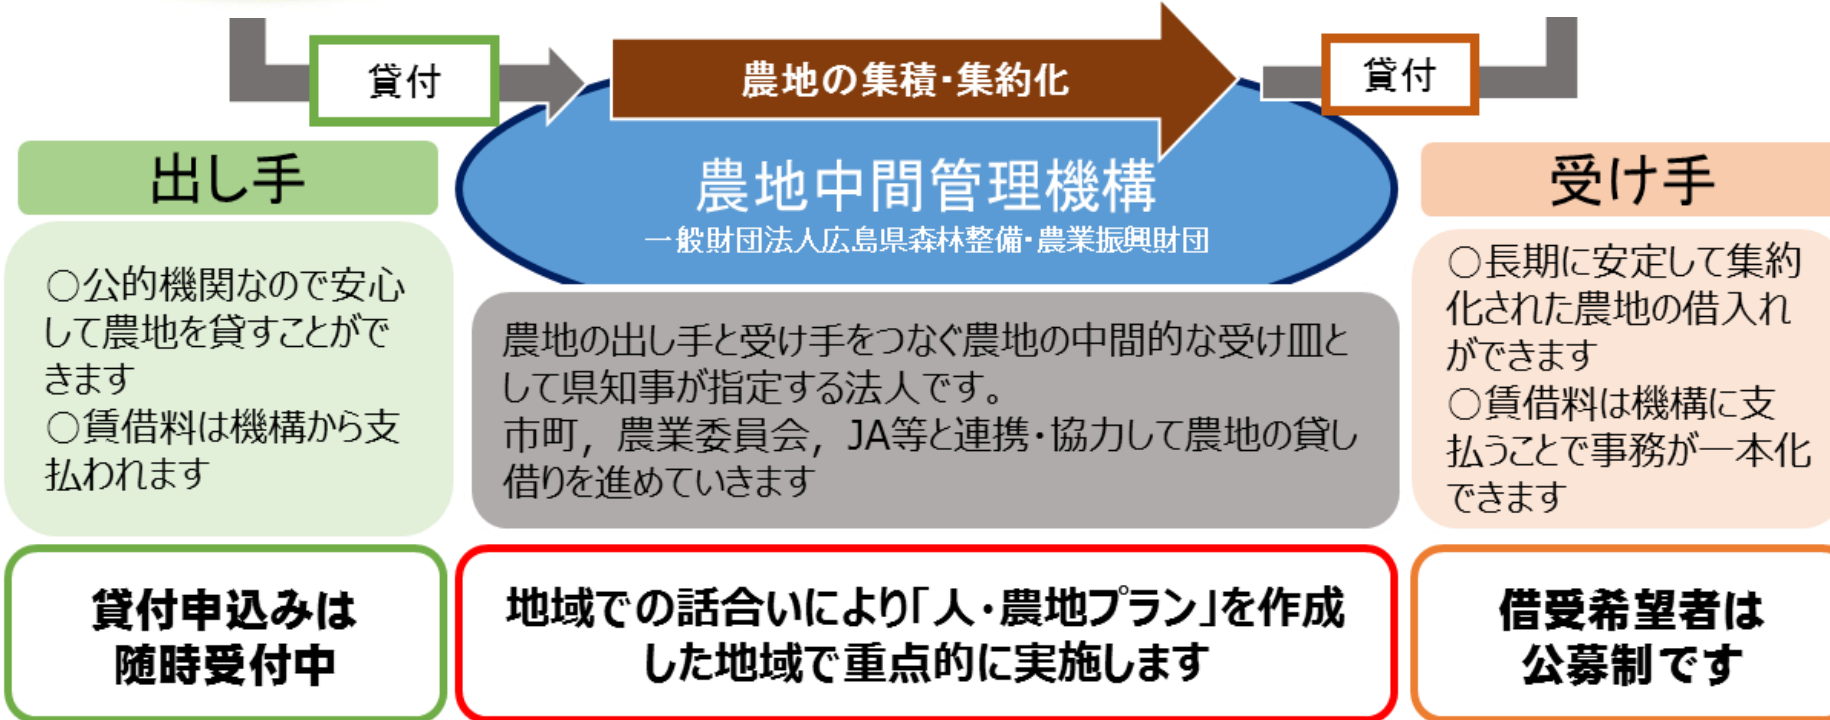 貸付
農地の集積・集約化
貸付
出し手
農地中間管理機構
一般財団法人広島県森林整備・農業振興財団
受け手
○公的機関なので安心
して農地を貸すことがで
きます
○賃借料は機構から支
払われます
農地の出し手と受け手をつなぐ農地の中間的な受け皿と
して県知事が指定する法人です。
市町，農業委員会，JA等と連携・協力して農地の貸し
借りを進めていきます
○長期に安定して集約
化された農地の借入れ
ができます
○賃借料は機構に支
払うことで事務が一本化
できます
貸付申込みは
随時受付中
地域での話合いにより「人・農地プラン」を作成
した地域で重点的に実施します
借受希望者は
公募制です